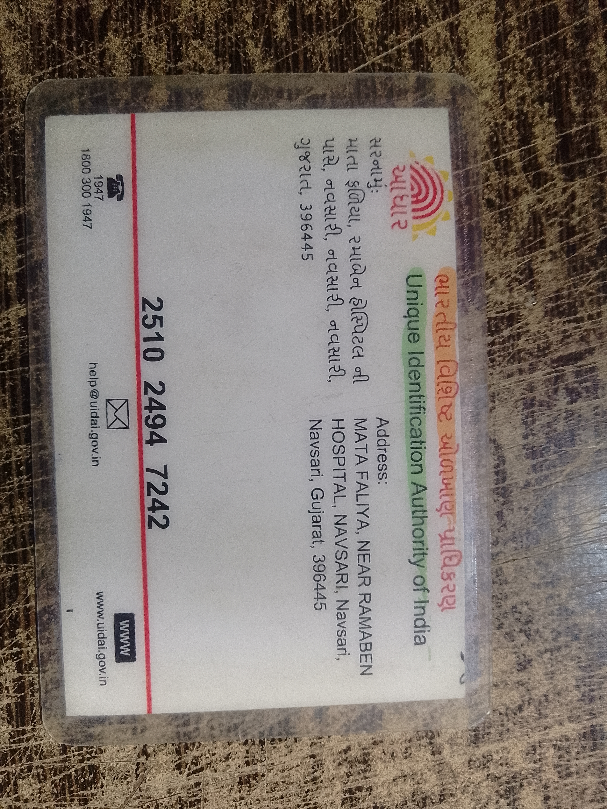 ભારતીય વિશિષ્ટ ઓળખાણ પ્રાધિકરણ
Unique Identification Authority of India
આધાર
સરનામું:
માતા ફળિયા, રમાબેન હોસ્પિટલ ની
પાસે, નવસારી, નવસારી, નવસારી,
ગુજરાત, 396445
Address:
MATA FALIYA, NEAR RAMABEN
HOSPITAL, NAVSARI, Navsari,
Navsari, Gujarat, 396445
2510 2494 7242
1947
1800 300 1947
help@uidai.gov.in
WWW
www.uidai.gov.in